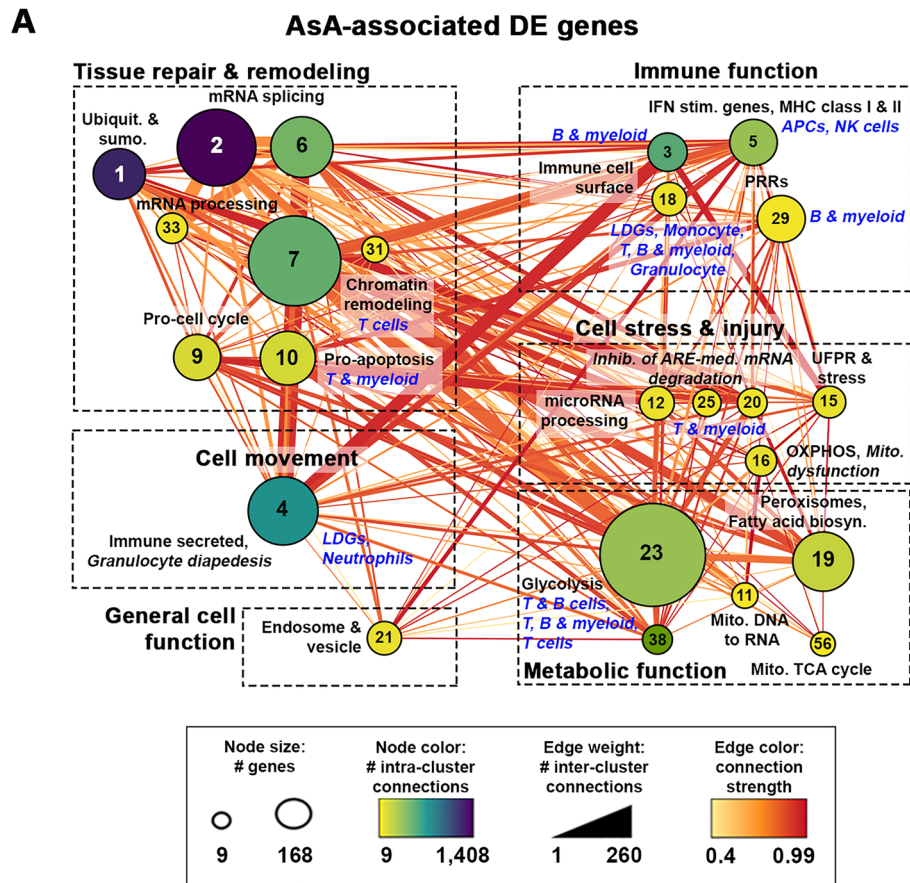 A
AsA-associated DE genes
Tissue repair & remodeling
mRNA splicing
Ubiquit. &
sumo.
1
2
6
mRNA processing
33
7
31
Chromatin
remodeling
T cells
Pro-cell cycle
9
10
Pro-apoptosis
T & myeloid
Immune function
IFN stim. genes, MHC class I & II
APCs, NK cells
B & myeloid
3
5
Immune cell
surface
18
PRRs
29
B & myeloid
LDGs, Monocyte,
T, B & myeloid,
Granulocyte
Cell stress & injury
Inhib. of ARE-med. mRNA
degradation
UFPR &
stress
microRNA
processing
12
25
20
15
T & myeloid
16
OXPHOS, Mito.
dysfunction
Cell movement
4
Immune secreted,
Granulocyte diapedesis
LDGs,
Neutrophils
General cell
function
Endosome &
vesicle
21
Peroxisomes,
Fatty acid biosyn.
23
19
Glycolysis
T & B cells,
T, B & myeloid,
T cells
11
Mito. DNA
to RNA
38
56
Metabolic function
Mito. TCA cycle
Node size:
# genes
9
168
Node color:
# intra-cluster
connections
9
1,408
Edge weight:
# inter-cluster
connections
1
260
Edge color:
connection
strength
0.4
0.99